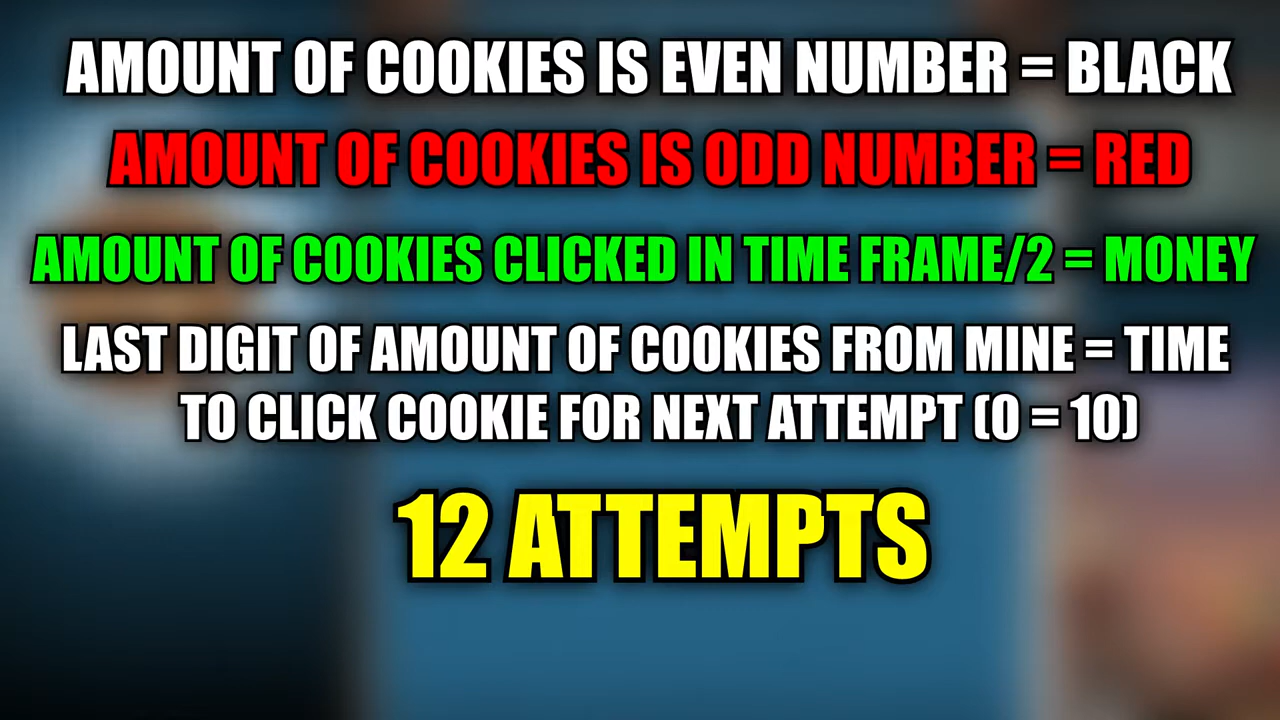 AMOUNT OF COOKIES IS EVEN NUMBER = BLACK
AMOUNT OF COOKIES IS ODD NUMBER = RED
AMOUNT OF COOKIES CLICKED IN TIME FRAME/2 = MONEY
LAST DIGIT OF AMOUNT OF COOKIES FROM MINE = TIME
TO CLICK COOKIE FOR NEXT ATTEMPT (0 = 10)
12 ATTEMPTS